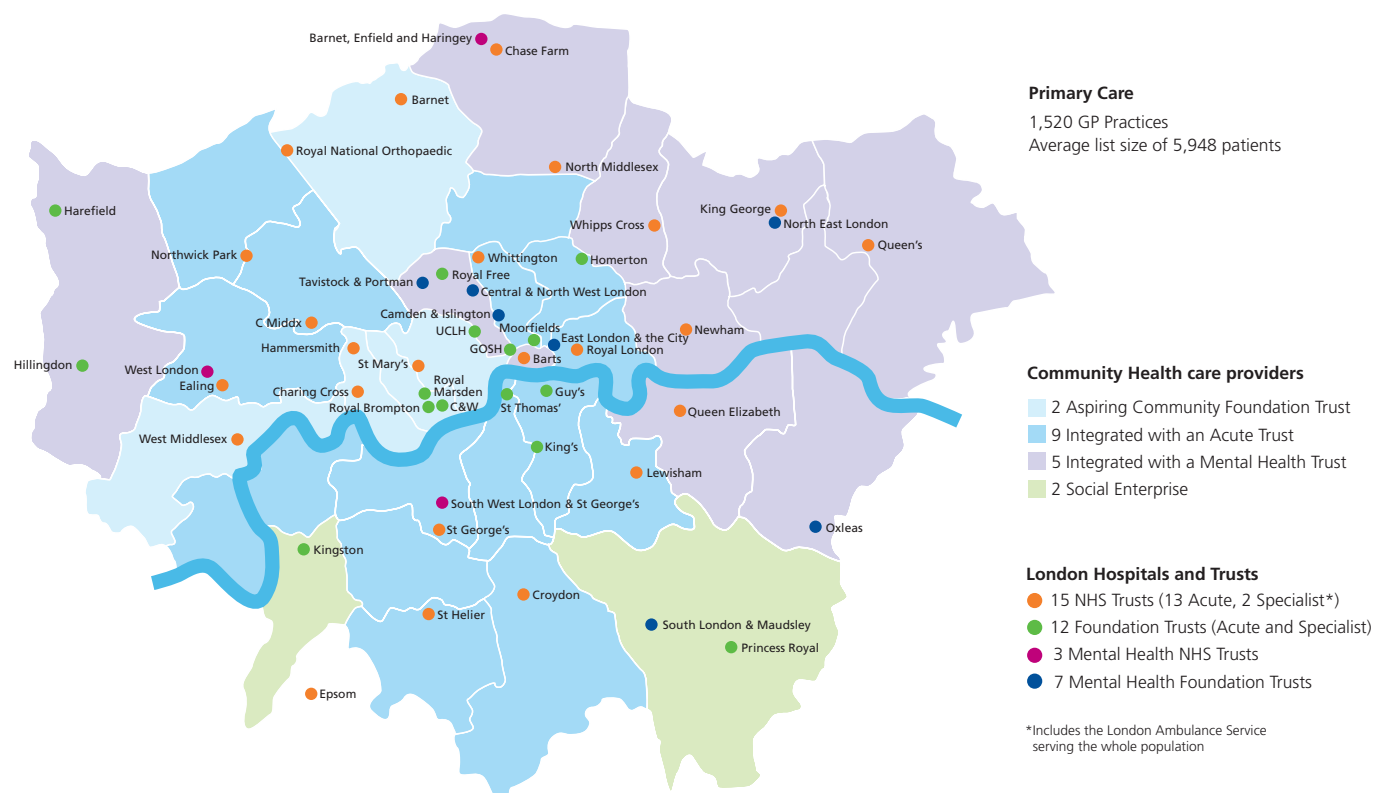 Barnet, Enfield and Haringey
Chase Farm
Barnet
Royal National Orthopaedic
North Middlesex
Harefield
King George
North East London
Whipps Cross
Queen's
Northwick Park
Whittington
Homerton
Royal Free
Tavistock & Portman
Central & North West London
Camden & Islington
C Middx
UCLH
Moorfields
East London & the City
Newham
Hammersmith
GOSH
Royal London
Barts
Hillingdon
West London
St Mary's
Ealing
Royal
Marsden
Charing Cross
Guy's
Royal Brompton
C&W
St Thomas'
Queen Elizabeth
West Middlesex
King's
Lewisham
South West London & St George's
St George's
Oxleas
Kingston
Croydon
St Helier
South London & Maudsley
Princess Royal
Epsom
Primary Care
1,520 GP Practices
Average list size of 5,948 patients
Community Health care providers
2 Aspiring Community Foundation Trust
9 Integrated with an Acute Trust
5 Integrated with a Mental Health Trust
2 Social Enterprise
London Hospitals and Trusts
15 NHS Trusts (13 Acute, 2 Specialist*)
12 Foundation Trusts (Acute and Specialist)
3 Mental Health NHS Trusts
7 Mental Health Foundation Trusts
*Includes the London Ambulance Service
serving the whole population